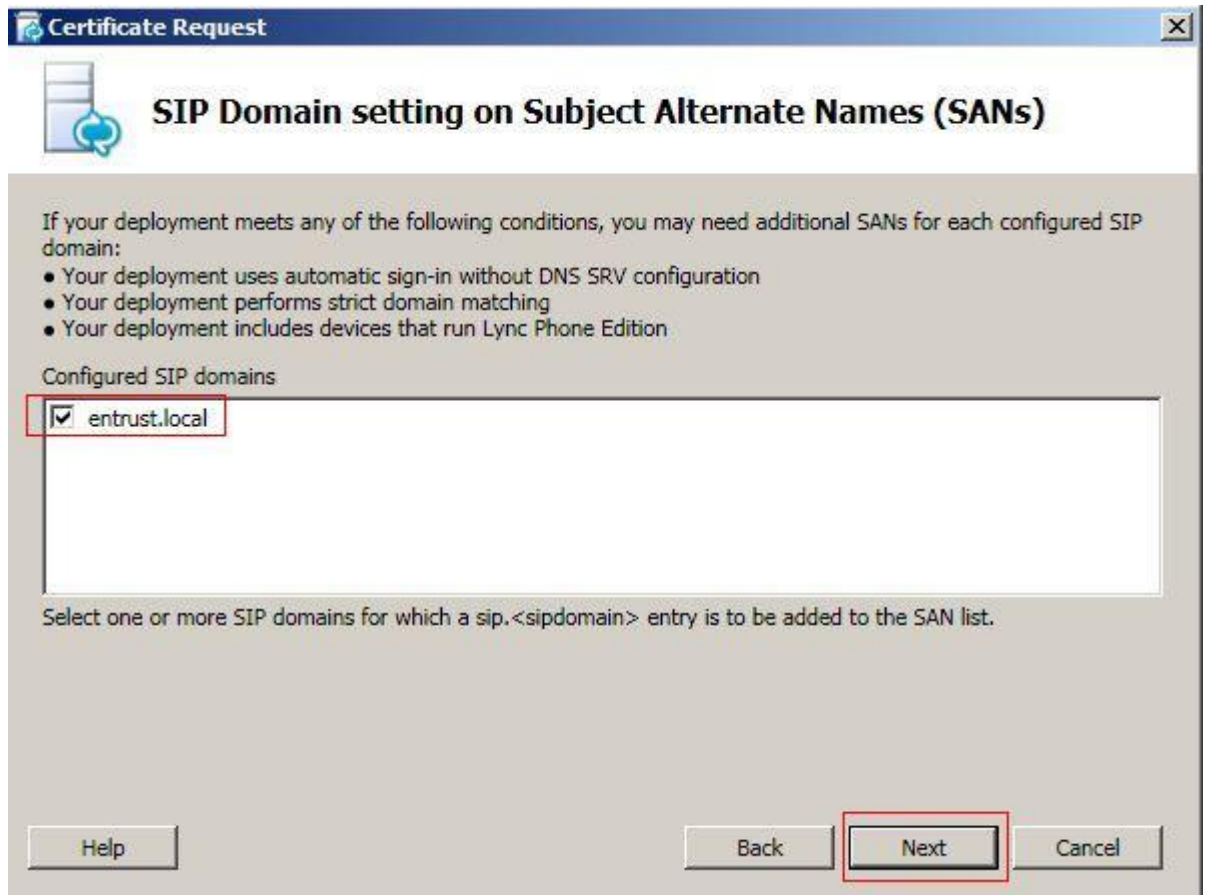 Certificate Request
SIP Domain setting on Subject Alternate Names (SANs)
If your deployment meets any of the following conditions, you may need additional SANs for each configured SIP
domain:
● Your deployment uses automatic sign-in without DNS SRV configuration
● Your deployment performs strict domain matching
● Your deployment includes devices that run Lync Phone Edition
Configured SIP domains
entrust.local
Select one or more SIP domains for which a sip.<sipdomain> entry is to be added to the SAN list.
Help Back Next Cancel